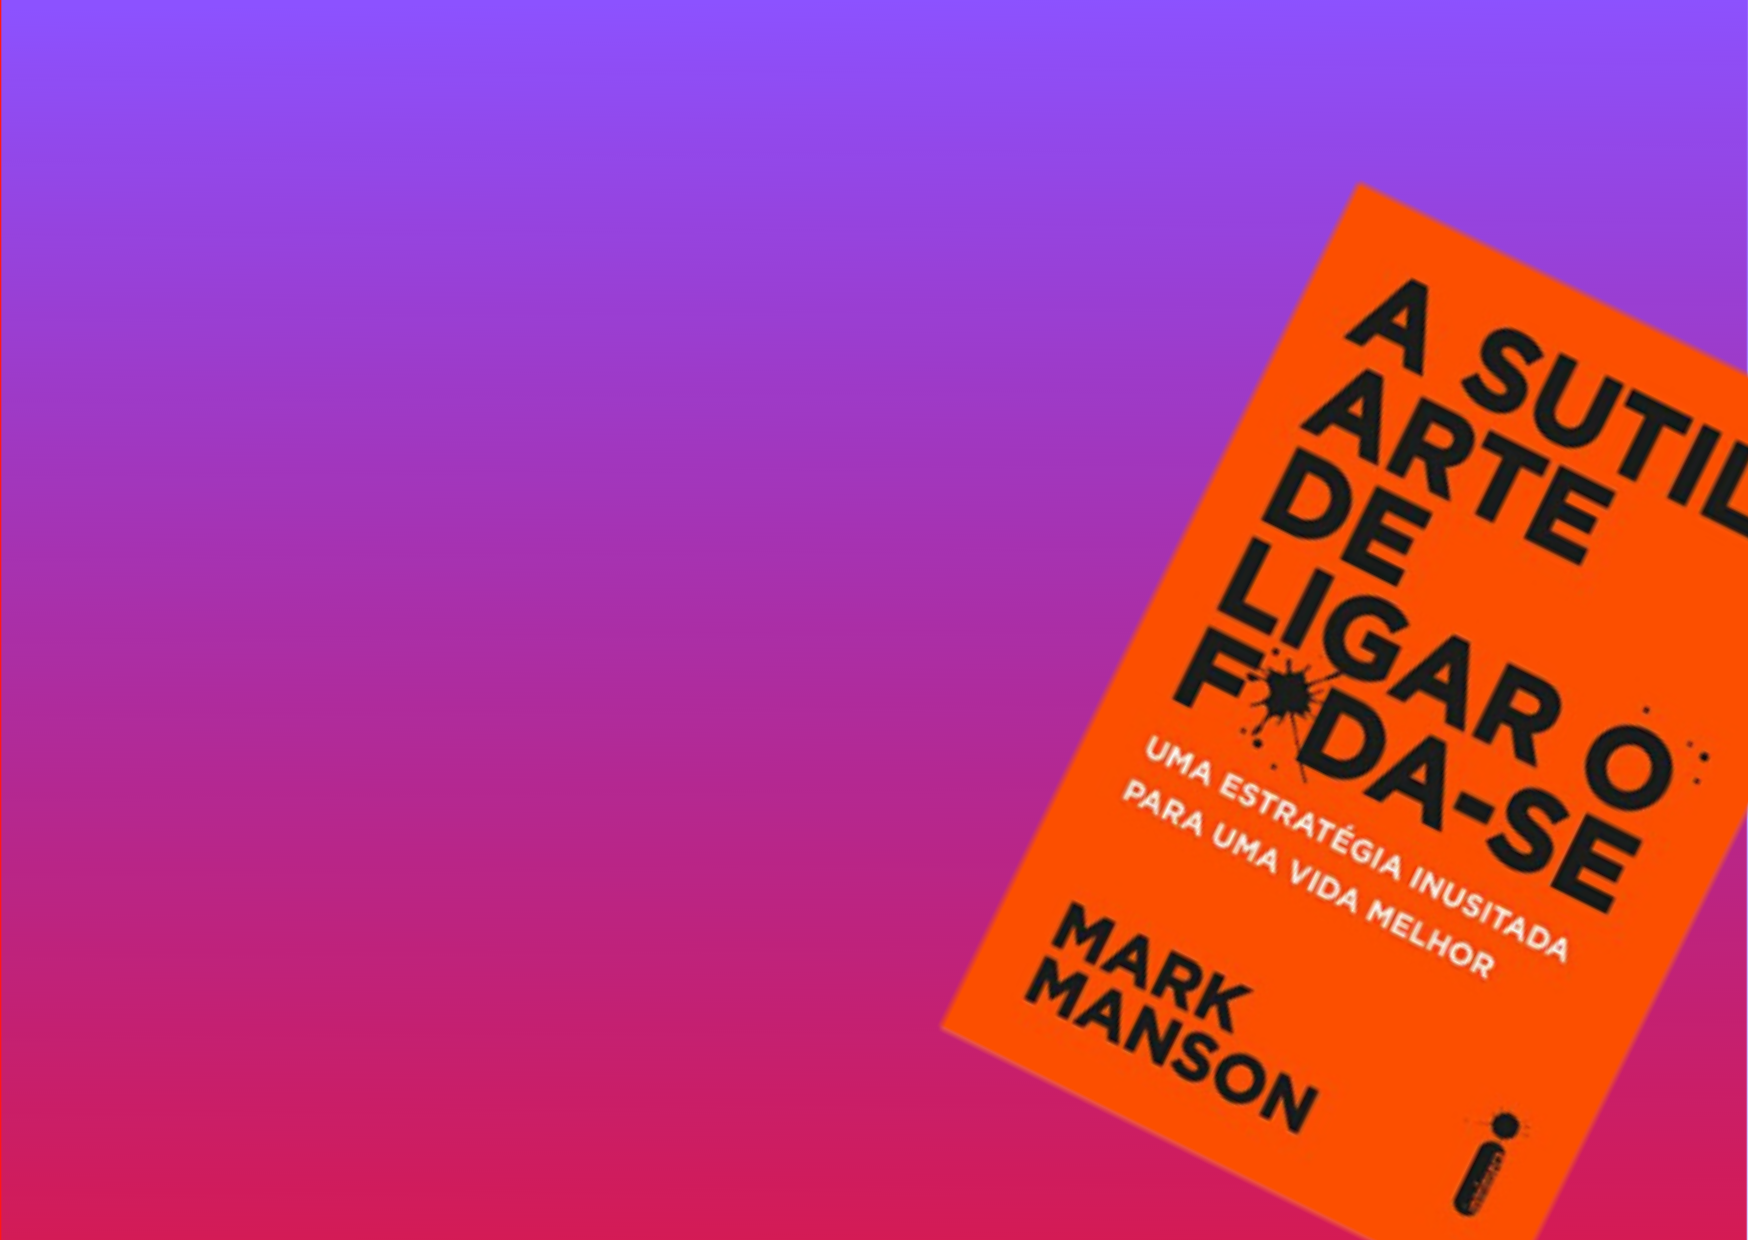 A SUTIL
ARTE
DE
LIGAR O
F DA-SE
UMA ESTRATÉGIA INUSITADA
PARA UMA VIDA MELHOR
MARK
MANSON